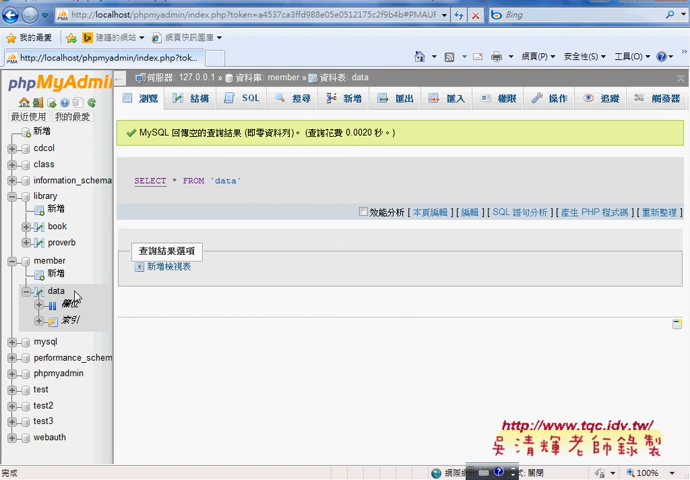 http://localhost/phpmyadmin/index.php?token=a4537ca3ffd988e05e0512175c2f9b4b#PMAURL
Bing
我的最愛
建議的網站
網頁快訊圖庫
http://localhost/phpmyadmin/index.php?tok...
網頁(P)
安全性(S)
工具(O)
phpMyAdmin
最近使用
我的最愛
新增
cdcol
class
information_schema
library
新增
book
proverb
member
新增
data
欄位
索引
mysql
performance_schem
phpmyadmin
test
test2
test3
webauth
伺服器: 127.0.0.1 » 資料庫: member » 資料表: data
瀏覽
結構
SQL
搜尋
新增
匯出
匯入
權限
操作
追蹤
觸發器
MySQL 回傳空的查詢結果 (即零資料列)。 (查詢花費 0.0020 秒。)
SELECT * FROM `data`
效能分析 [ 本頁編輯 ] [ 編輯 ] [ SQL 語句分析 ] [ 產生 PHP 程式碼 ] [ 重新整理 ]
查詢結果選項
新增檢視表
http://www.tqc.idv.tw/
吳清輝老師錄製
完成
關閉
100%